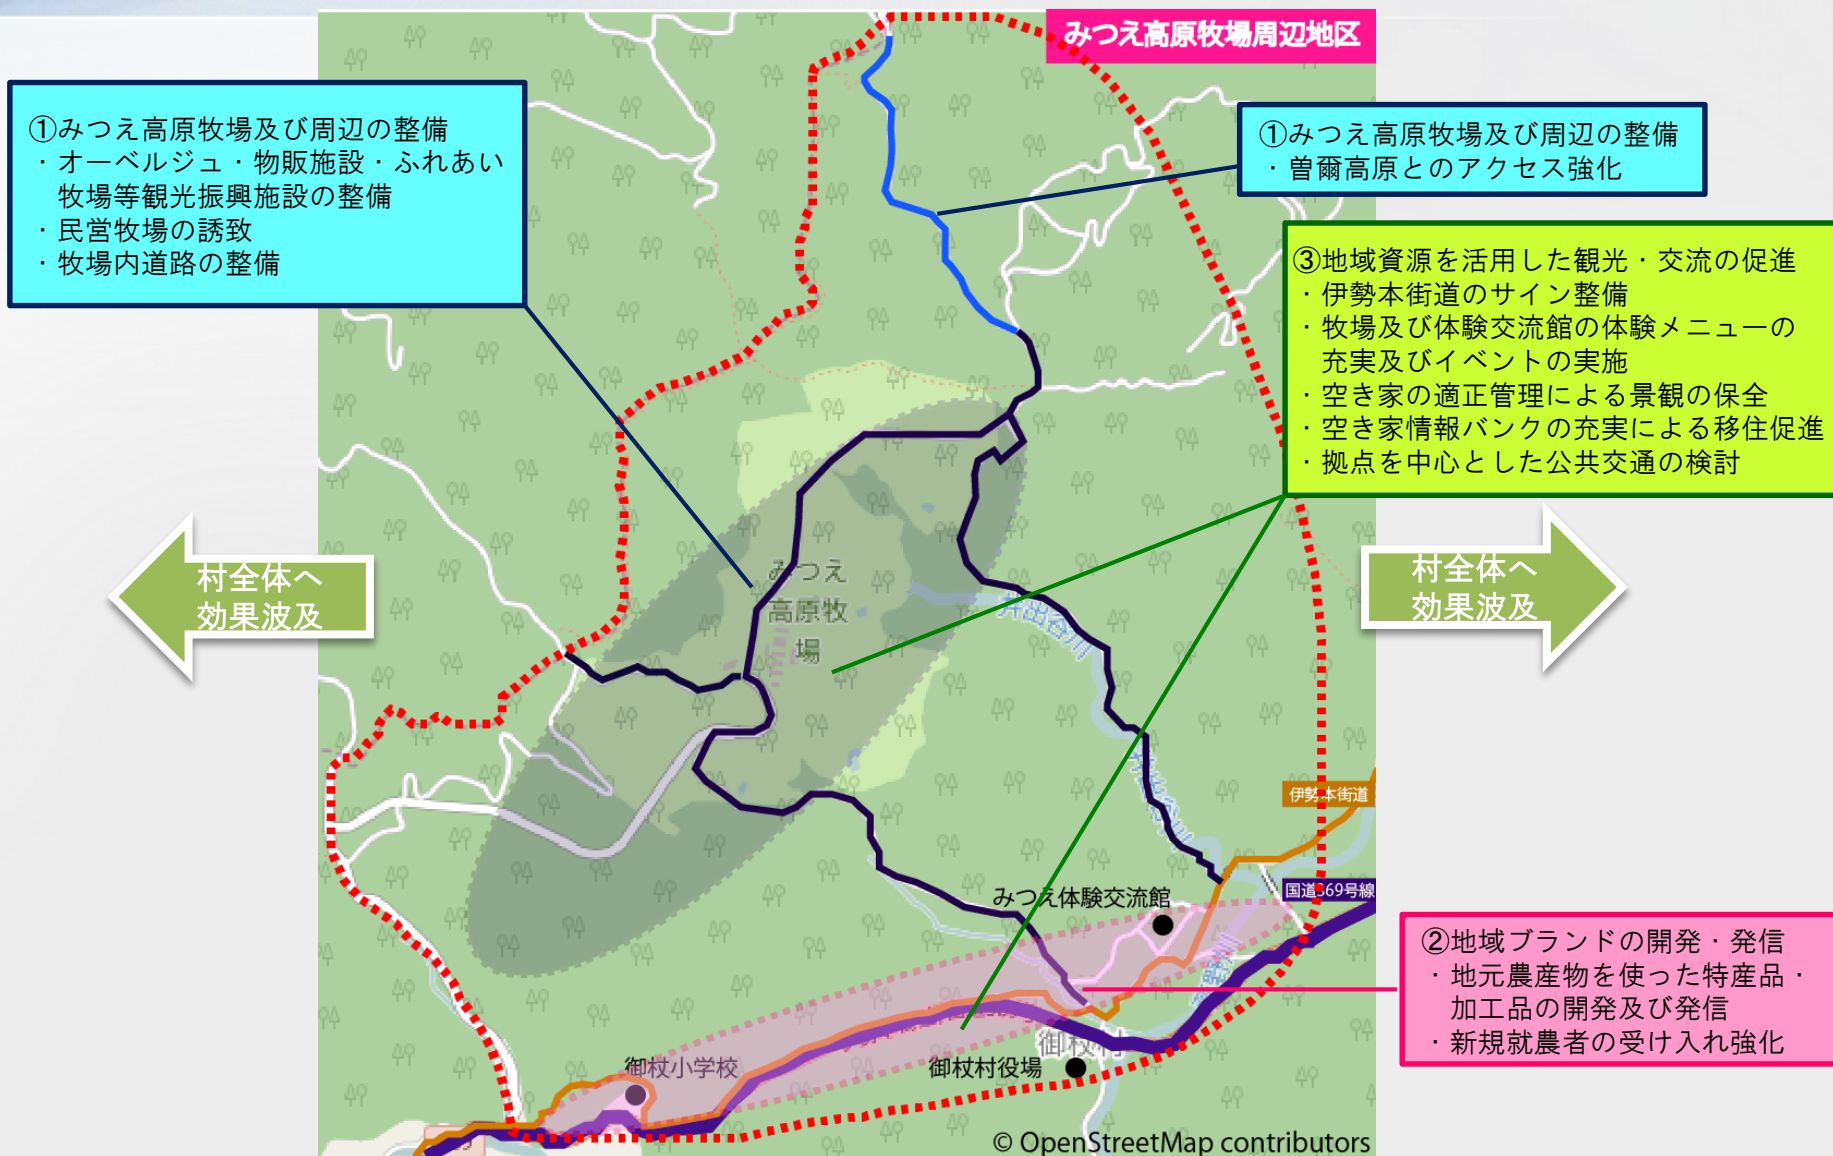 みつえ高原牧場周辺地区
①みつえ高原牧場及び周辺の整備
・オーベルジュ・物販施設・ふれあい
牧場等観光振興施設の整備
・民営牧場の誘致
・牧場内道路の整備
①みつえ高原牧場及び周辺の整備
・曽爾高原とのアクセス強化
③地域資源を活用した観光・交流の促進
・伊勢本街道のサイン整備
・牧場及び体験交流館の体験メニューの
充実及びイベントの実施
・空き家の適正管理による景観の保全
・空き家情報バンクの充実による移住促進
・拠点を中心とした公共交通の検討
村全体へ
効果波及
村全体へ
効果波及
みつえ
高原牧
場
井出谷川
伊勢本街道
国道369号線
みつえ体験交流館
②地域ブランドの開発・発信
・地元農産物を使った特産品・
加工品の開発及び発信
・新規就農者の受け入れ強化
御杖村
御杖小学校
御杖村役場
© OpenStreetMap contributors